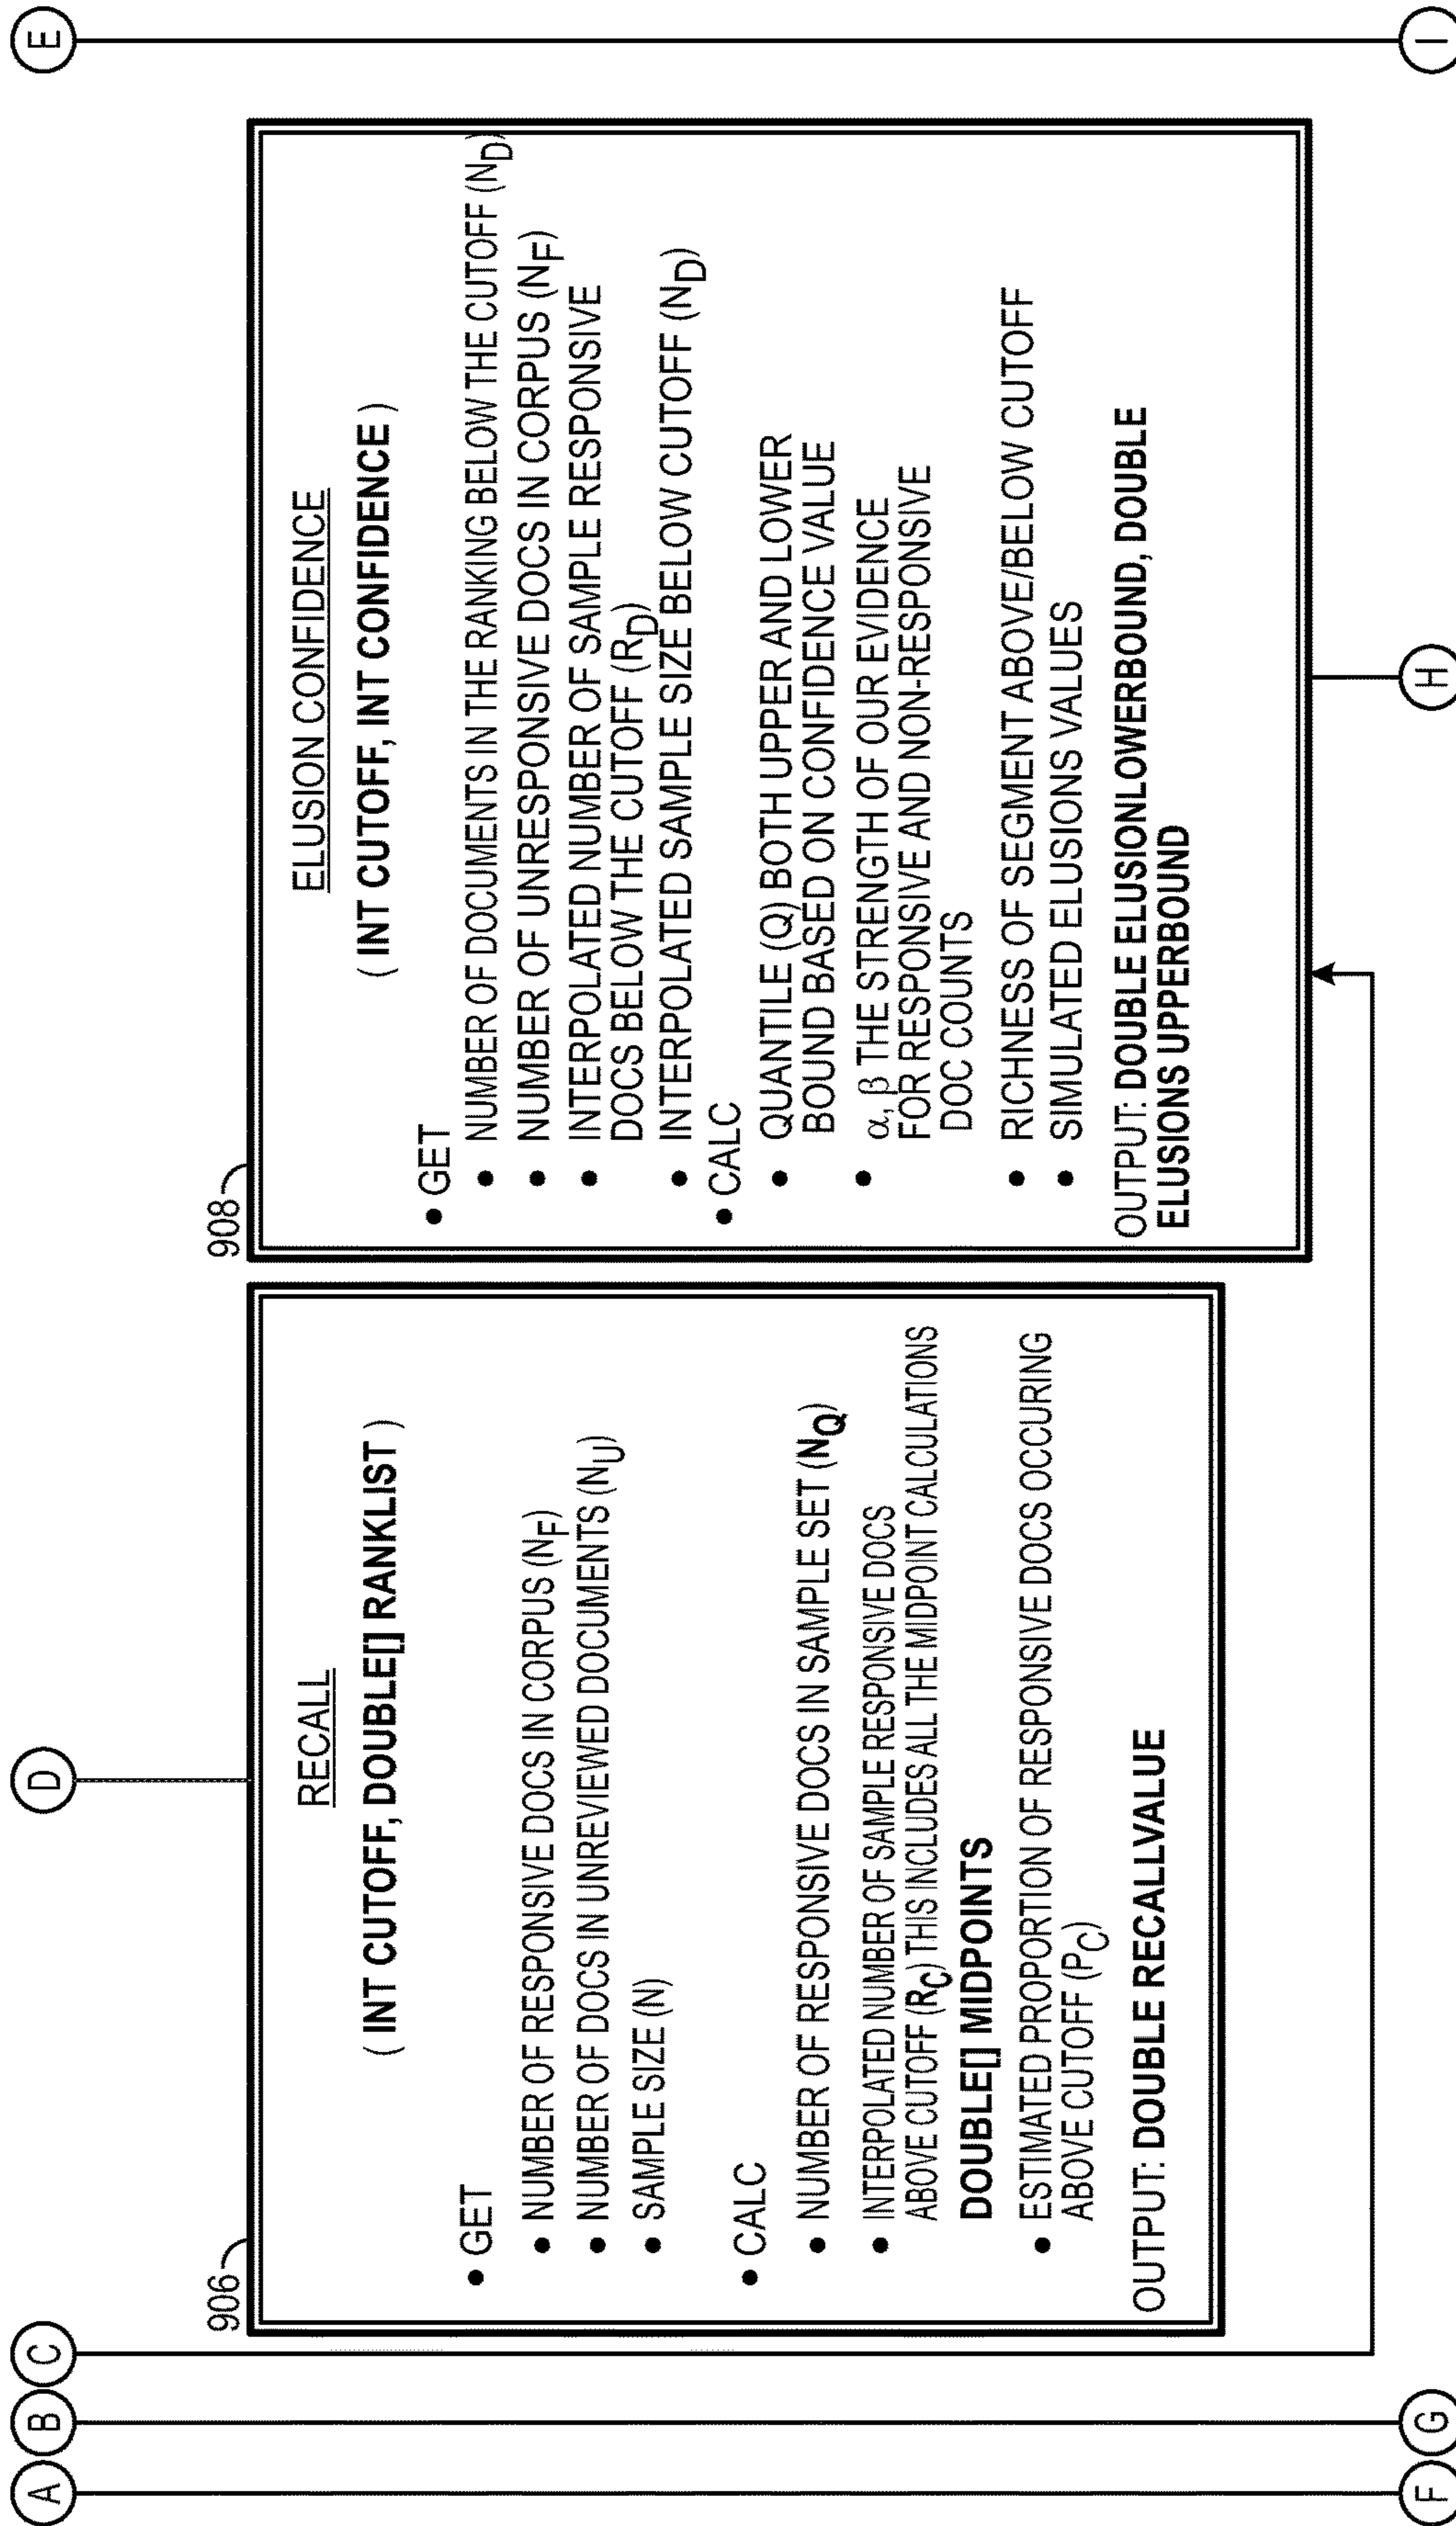 A
B
C
D
E
906
RECALL
( INT CUTOFF, DOUBLE[] RANKLIST )
• GET
• NUMBER OF RESPONSIVE DOCS IN CORPUS (NF)
• NUMBER OF DOCS IN UNREVIEWED DOCUMENTS (NU)
• SAMPLE SIZE (N)
• CALC
• NUMBER OF RESPONSIVE DOCS IN SAMPLE SET (NQ)
• INTERPOLATED NUMBER OF SAMPLE RESPONSIVE DOCS
ABOVE CUTOFF (RC) THIS INCLUDES ALL THE MIDPOINT CALCULATIONS
DOUBLE[] MIDPOINTS
• ESTIMATED PROPORTION OF RESPONSIVE DOCS OCCURING
ABOVE CUTOFF (PC)
OUTPUT: DOUBLE RECALLVALUE
908
ELUSION CONFIDENCE
( INT CUTOFF, INT CONFIDENCE )
• GET
• NUMBER OF DOCUMENTS IN THE RANKING BELOW THE CUTOFF (ND)
• NUMBER OF UNRESPONSIVE DOCS IN CORPUS (NF)
• INTERPOLATED NUMBER OF SAMPLE RESPONSIVE
DOCS BELOW THE CUTOFF (RD)
• INTERPOLATED SAMPLE SIZE BELOW CUTOFF (ND)
• CALC
• QUANTILE (Q) BOTH UPPER AND LOWER
BOUND BASED ON CONFIDENCE VALUE
• α, β THE STRENGTH OF OUR EVIDENCE
FOR RESPONSIVE AND NON-RESPONSIVE
DOC COUNTS
• RICHNESS OF SEGMENT ABOVE/BELOW CUTOFF
• SIMULATED ELUSIONS VALUES
OUTPUT: DOUBLE ELUSIONLOWERBOUND, DOUBLE
ELUSIONS UPPERBOUND
F
G
H
I